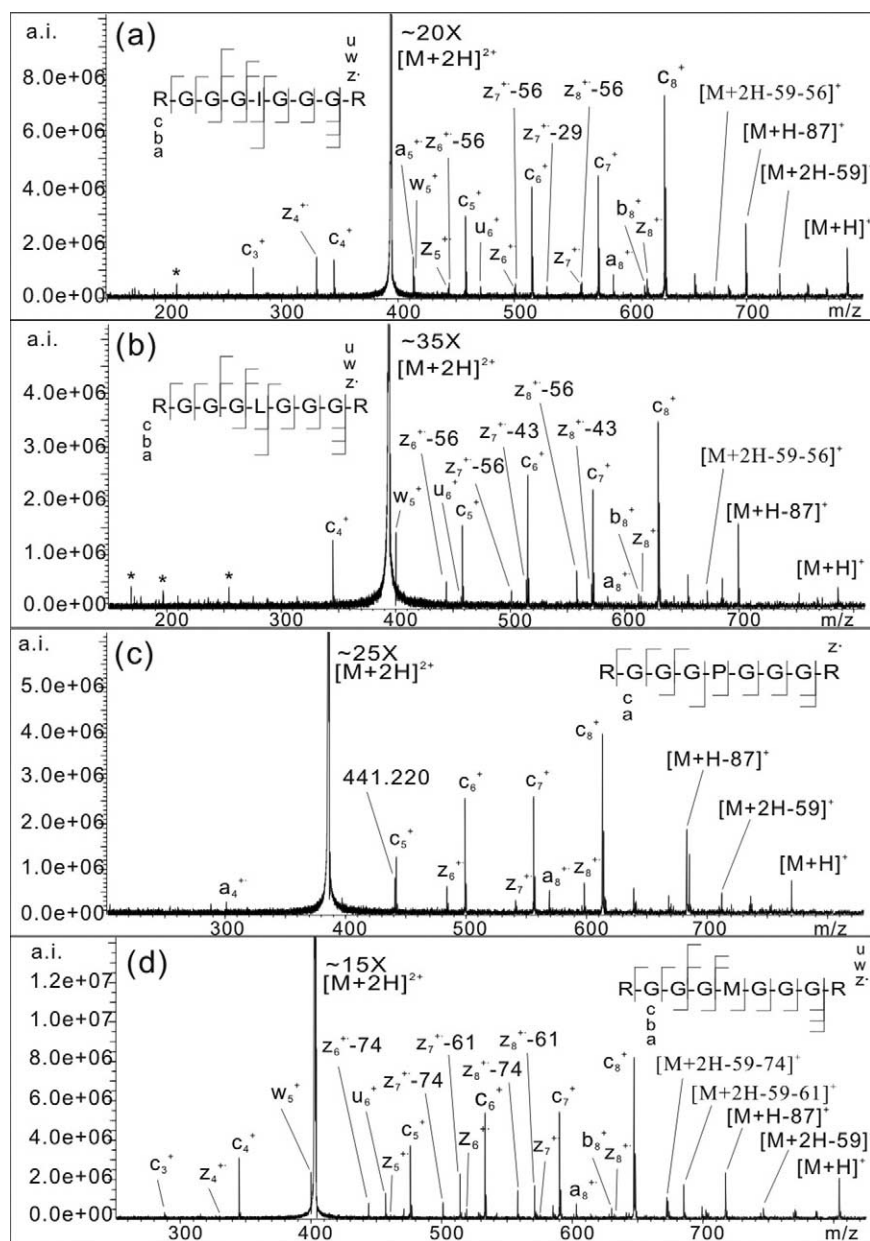 a.i.
(a)
~20X
[M+2H]²⁺
u
w
z·
R-G-G-G-I-G-G-G-R
c
b
a
8.0e+06
6.0e+06
4.0e+06
2.0e+06
0.0e+00
*
c₃⁺
z₄⁺·
c₄⁺
a₅⁺·
w₅⁺
z₆⁺·-56
z₅⁺·
c₅⁺
u₆⁺
z₇⁺·-56
z₆⁺·
c₆⁺
z₇⁺·-29
z₈⁺·-56
z₇⁺·
c₇⁺
a₈⁺·
b₈⁺
z₈⁺·
c₈⁺
[M+2H-59-56]⁺
[M+H-87]⁺
[M+2H-59]⁺
[M+H]⁺
200 300 400 500 600 700 m/z
a.i.
(b)
~35X
[M+2H]²⁺
u
w
z·
R-G-G-G-L-G-G-G-R
c
b
a
4.0e+06
3.0e+06
2.0e+06
1.0e+06
0.0e+00
* * *
c₄⁺
w₅⁺
z₆⁺·-56
u₆⁺
c₅⁺
z₇⁺·-56
z₇⁺·-43
c₆⁺
z₈⁺·-56
z₈⁺·-43
c₇⁺
a₈⁺·
b₈⁺
z₈⁺·
c₈⁺
[M+2H-59-56]⁺
[M+H-87]⁺
[M+H]⁺
200 300 400 500 600 700 m/z
a.i.
(c)
~25X
[M+2H]²⁺
z·
R-G-G-G-P-G-G-G-R
c
a
5.0e+06
4.0e+06
3.0e+06
2.0e+06
1.0e+06
0.0e+00
a₄⁺·
441.220
c₅⁺
z₆⁺·
c₆⁺
z₇⁺·
c₇⁺
a₈⁺·
z₈⁺·
c₈⁺
[M+H-87]⁺
[M+2H-59]⁺
[M+H]⁺
300 400 500 600 700 m/z
a.i.
(d)
~15X
[M+2H]²⁺
u
w
z·
R-G-G-G-M-G-G-G-R
c
b
a
1.2e+07
1.0e+07
8.0e+06
6.0e+06
4.0e+06
2.0e+06
0.0e+00
c₃⁺
z₄⁺·
c₄⁺
w₅⁺
z₆⁺·-74
u₆⁺
z₅⁺·
c₅⁺
z₇⁺·-74
z₇⁺·-61
z₆⁺·
c₆⁺
z₈⁺·-74
z₈⁺·-61
z₇⁺·
c₇⁺
a₈⁺·
b₈⁺
z₈⁺·
c₈⁺
[M+2H-59-74]⁺
[M+2H-59-61]⁺
[M+H-87]⁺
[M+2H-59]
[M+H]⁺
300 400 500 600 700 m/z